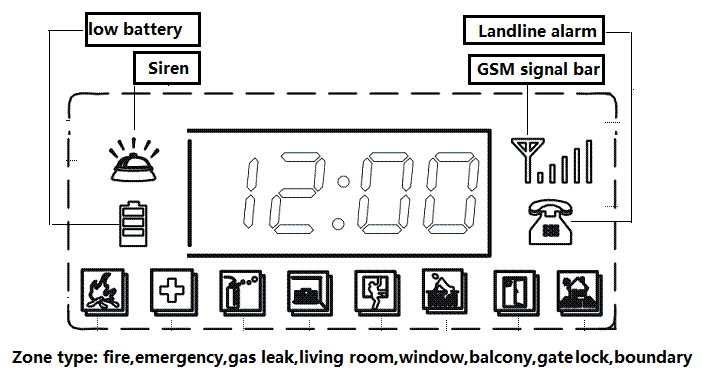 low battery
Landline alarm
Siren
GSM signal bar
12:00
Zone type: fire,emergency,gas leak,living room,window,balcony,gate lock,boundary